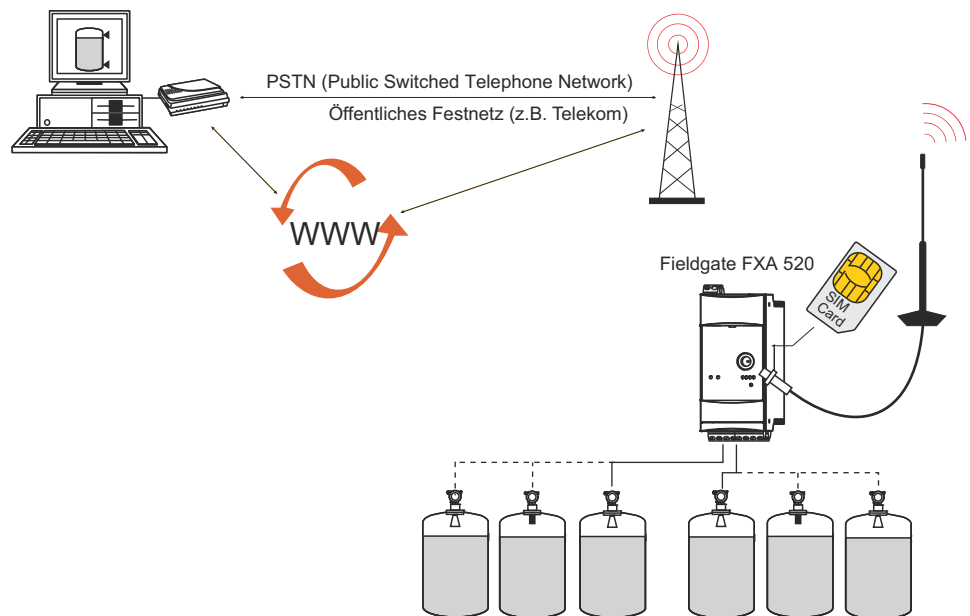 PSTN (Public Switched Telephone Network)
Öffentliches Festnetz (z.B. Telekom)
WWW
Fieldgate FXA 520
SIM
Card